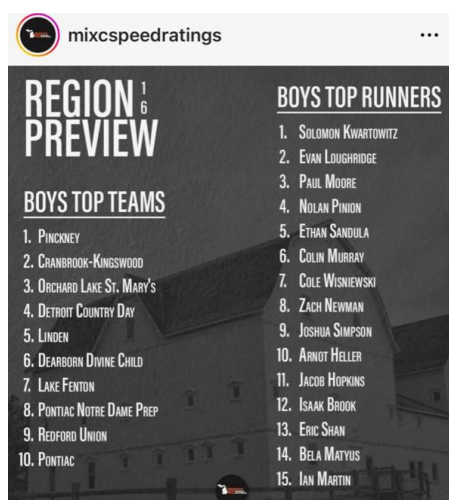 mixcspeedratings
REGION 16
PREVIEW
BOYS TOP TEAMS
1. PINCKNEY
2. CRANBROOK-KINGSWOOD
3. ORCHARD LAKE ST. MARY'S
4. DETROIT COUNTRY DAY
5. LINDEN
6. DEARBORN DIVINE CHILD
7. LAKE FENTON
8. PONTIAC NOTRE DAME PREP
9. REDFORD UNION
10. PONTIAC
BOYS TOP RUNNERS
1. SOLOMON KWARTOWITZ
2. EVAN LOUGHRIDGE
3. PAUL MOORE
4. NOLAN PINION
5. ETHAN SANDULA
6. COLIN MURRAY
7. COLE WISNIEWSKI
8. ZACH NEWMAN
9. JOSHUA SIMPSON
10. ARNOT HELLER
11. JACOB HOPKINS
12. ISAAK BROOK
13. ERIC SHAN
14. BELA MATYUS
15. IAN MARTIN